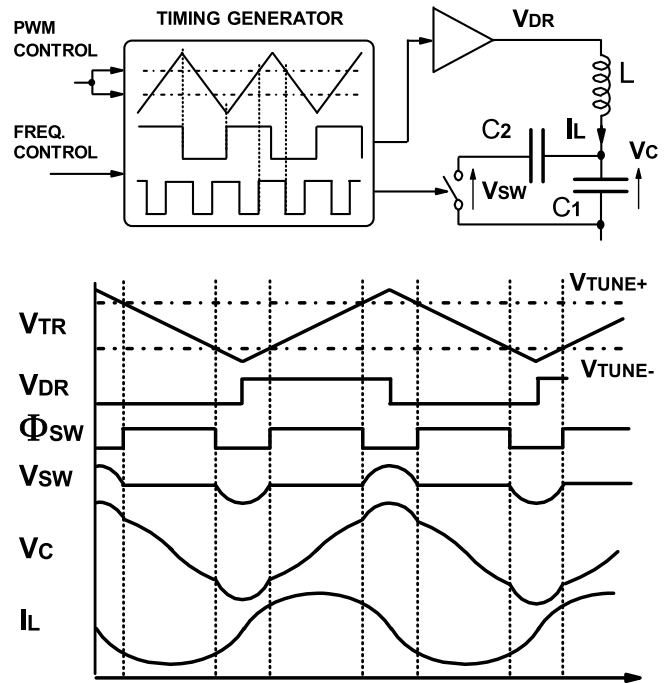 TIMING GENERATOR
PWM
CONTROL
FREQ.
CONTROL
VDR
L
C2
IL
VC
VSW
C1
VTUNE+
VTR
VDR
VTUNE-
ΦSW
VSW
VC
IL